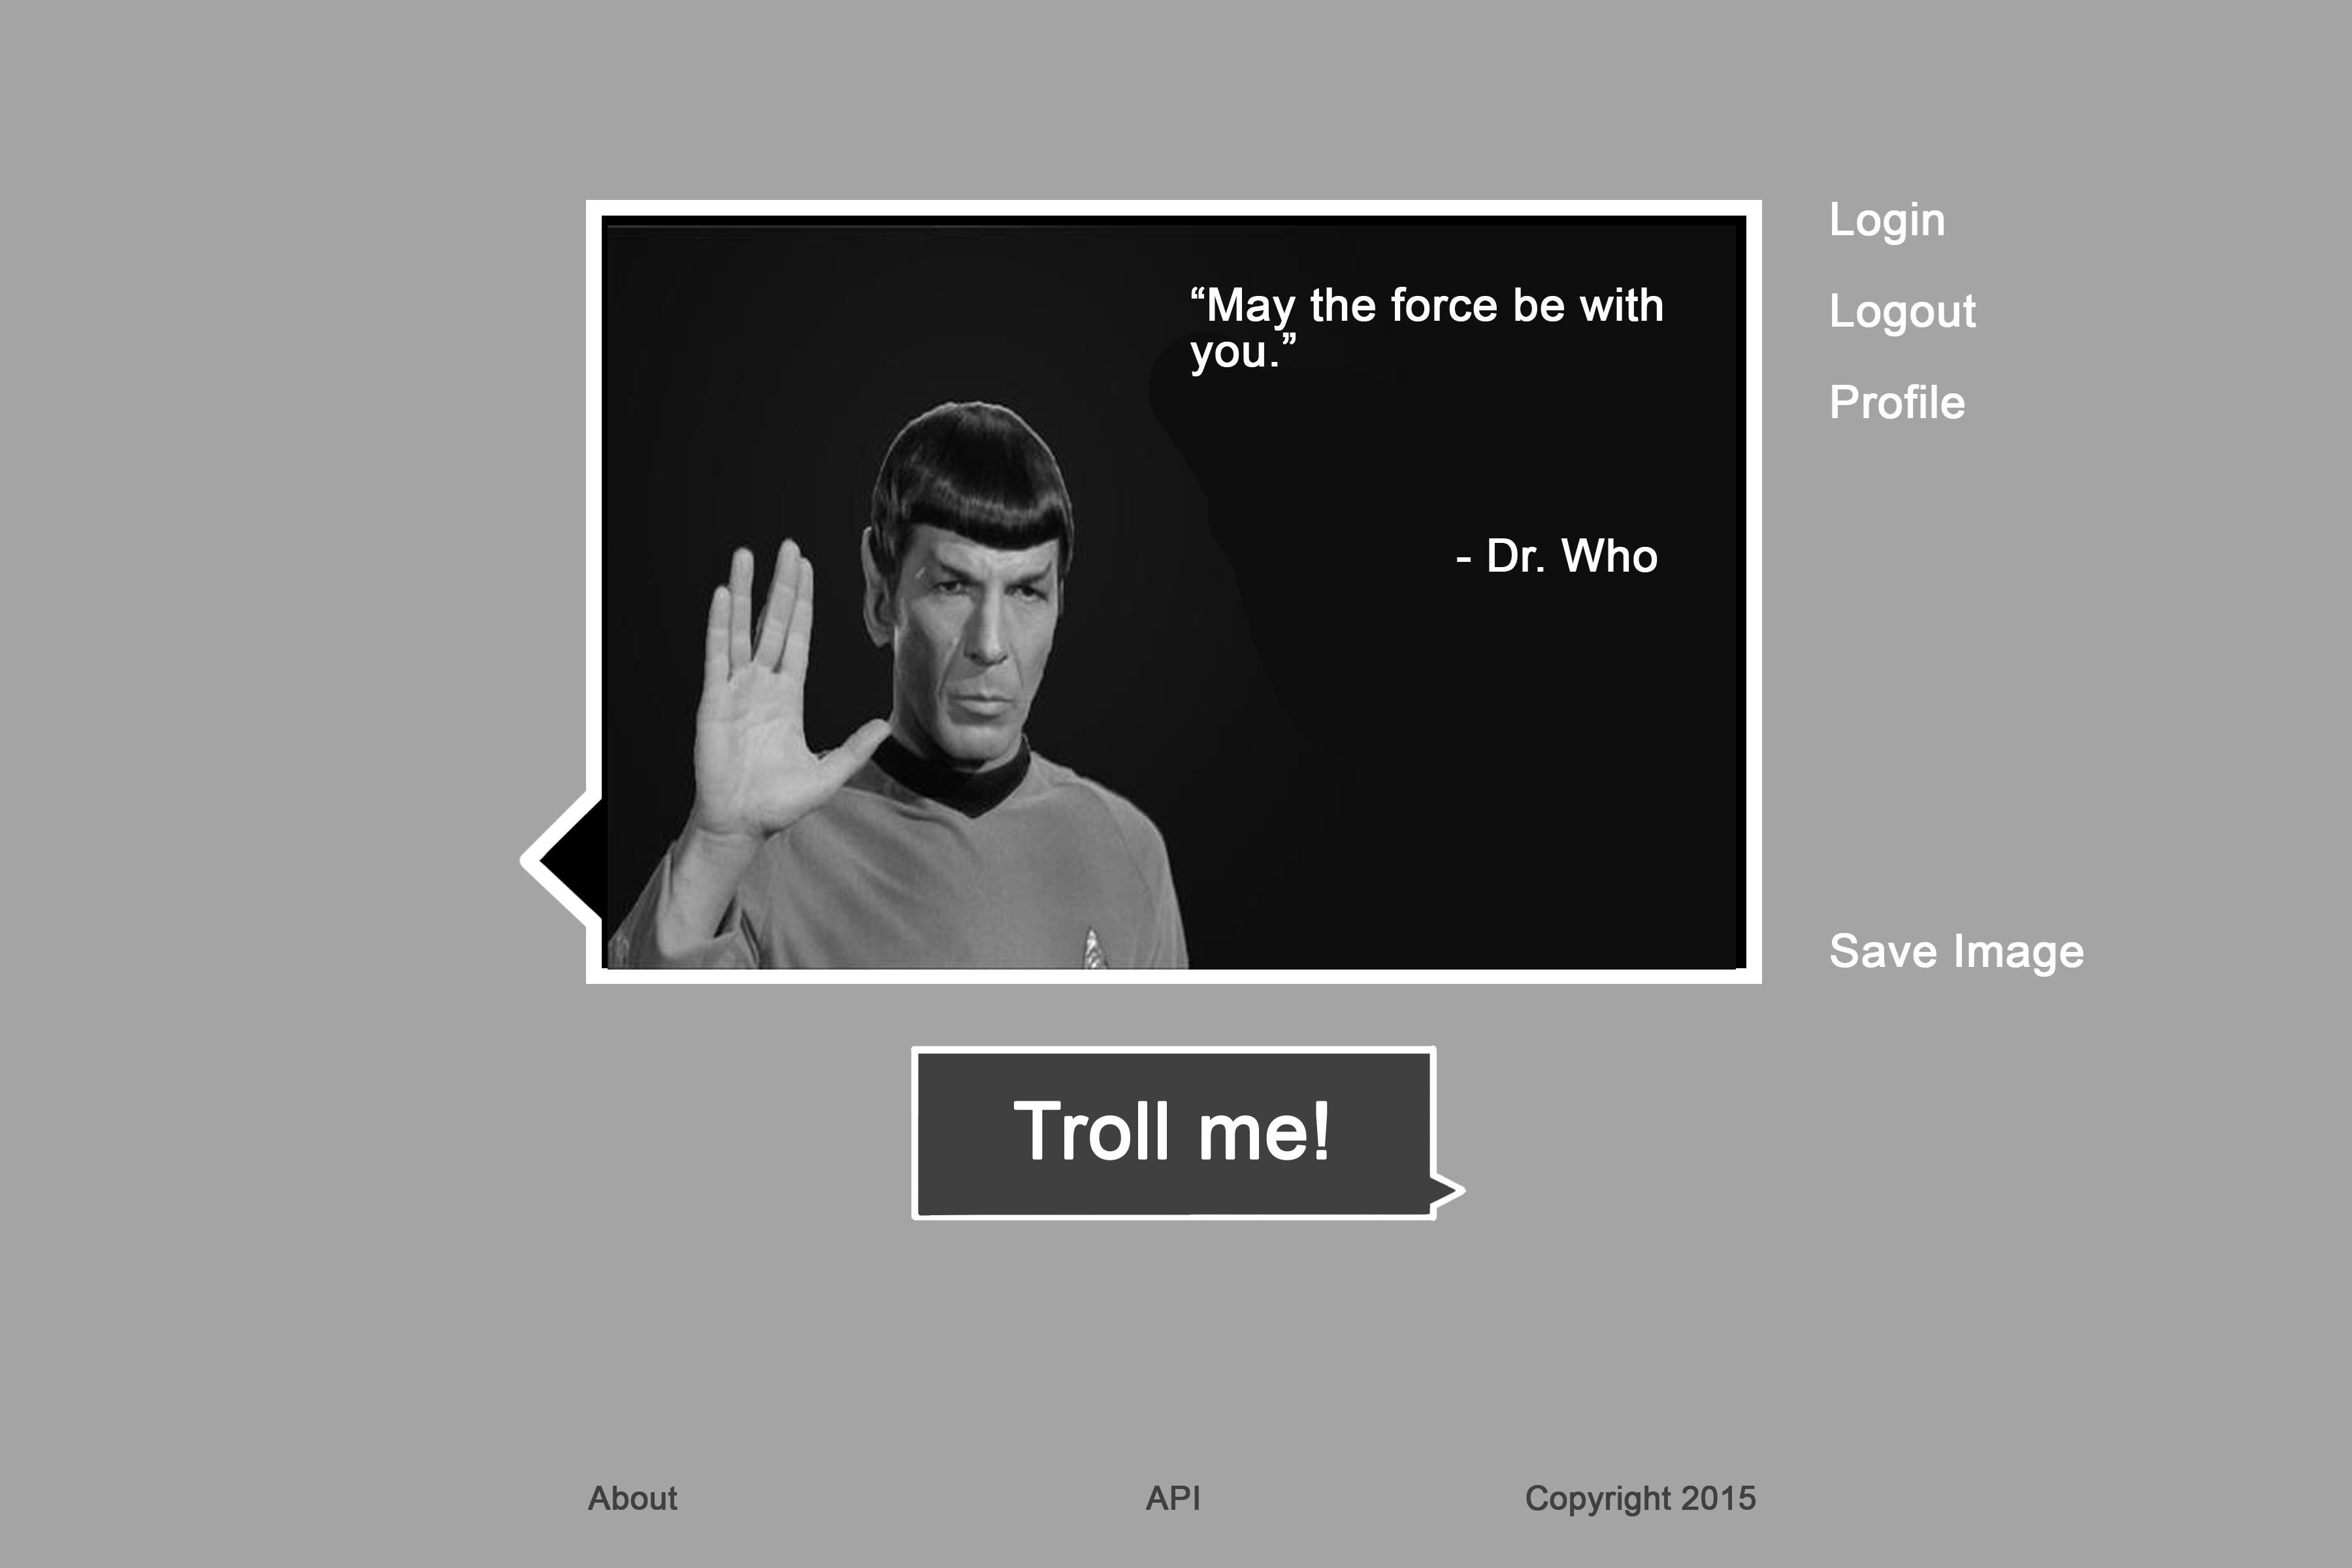 “May the force be with
you.”
- Dr. Who
Login
Logout
Profile
Save Image
Troll me!
About
API
Copyright 2015